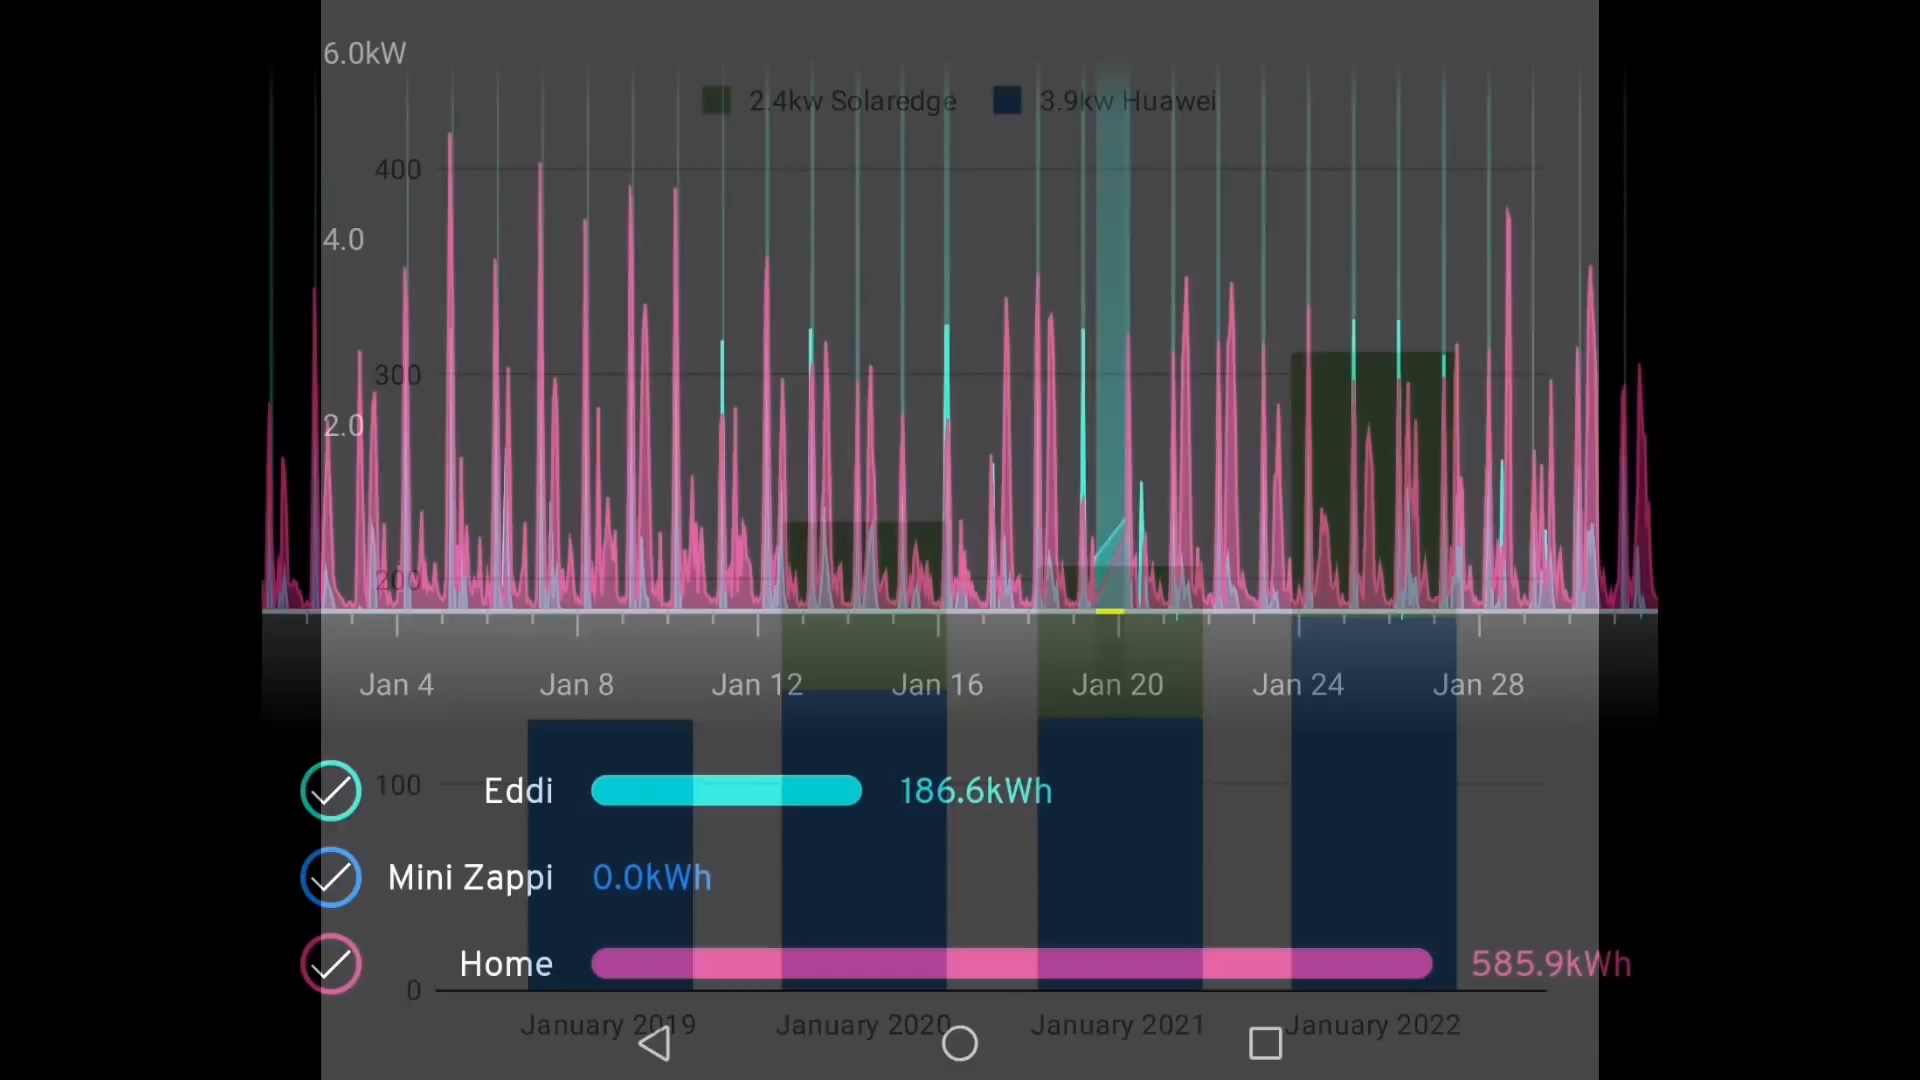 6.0kW
2.4kw Solaredge 3.9kw Huawei
400
4.0
300
2.0
200
Jan 4 Jan 8 Jan 12 Jan 16 Jan 20 Jan 24 Jan 28
100
Eddi 186.6kWh
Mini Zappi 0.0kWh
Home 585.9kWh
0
January 2019 January 2020 January 2021 January 2022